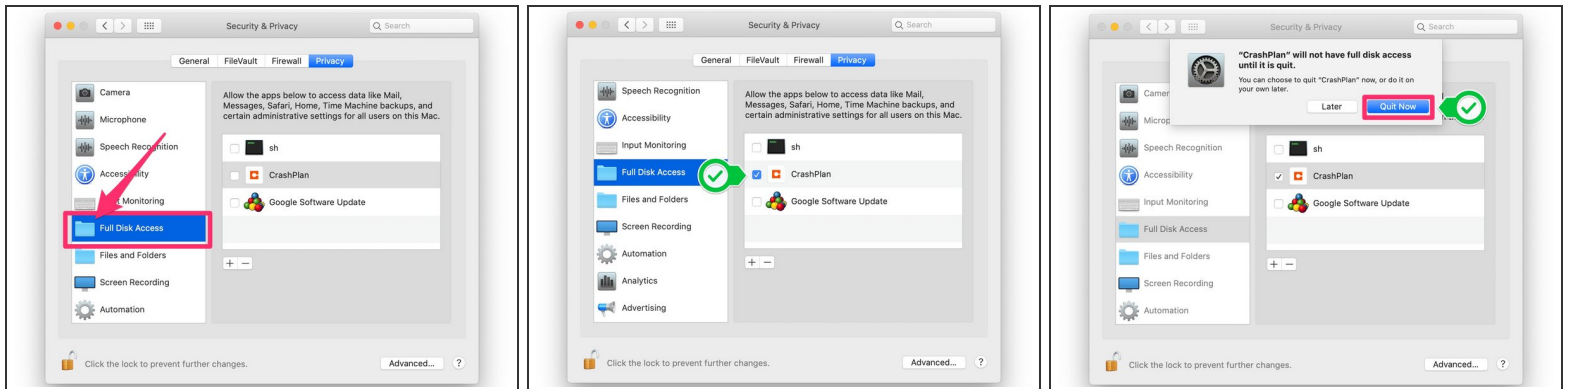 Security & Privacy
Search
General FileVault Firewall Privacy
Camera
Microphone
Speech Recognition
Accessibility
Input Monitoring
Full Disk Access
Files and Folders
Screen Recording
Automation
Allow the apps below to access data like Mail,
Messages, Safari, Home, Time Machine backups, and
certain administrative settings for all users on this Mac.
sh
CrashPlan
Google Software Update
+ −
Click the lock to prevent further changes.
Advanced...
?
Security & Privacy
Search
General FileVault Firewall Privacy
Speech Recognition
Accessibility
Input Monitoring
Full Disk Access
Files and Folders
Screen Recording
Automation
Analytics
Advertising
Allow the apps below to access data like Mail,
Messages, Safari, Home, Time Machine backups, and
certain administrative settings for all users on this Mac.
sh
CrashPlan
Google Software Update
+ −
Click the lock to prevent further changes.
Advanced...
?
Security & Privacy
Search
“CrashPlan” will not have full disk access
until it is quit.
You can choose to quit “CrashPlan” now, or do it on
your own later.
Later
Quit Now
Camer
Microp
Speech Recognition
Accessibility
Input Monitoring
Full Disk Access
Files and Folders
Screen Recording
Automation
sh
CrashPlan
Google Software Update
+ −
Click the lock to prevent further changes.
Advanced...
?